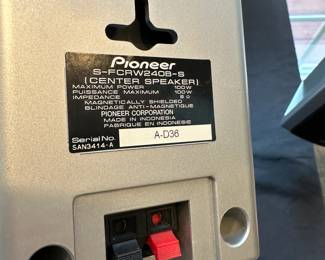 Pioneer
S-FCRW240B-S
(CENTER SPEAKER)
MAXIMUM POWER 100W
PUISSANCE MAXIMUM 100W
IMPEDANCE 8 Ω
MAGNETICALLY SHIELDED
BLINDAGE ANTI-MAGNETIQUE
PIONEER CORPORATION
MADE IN INDONESIA
FABRIQUE EN INDONESIE
Serial No. A-D36
SAN3414-A